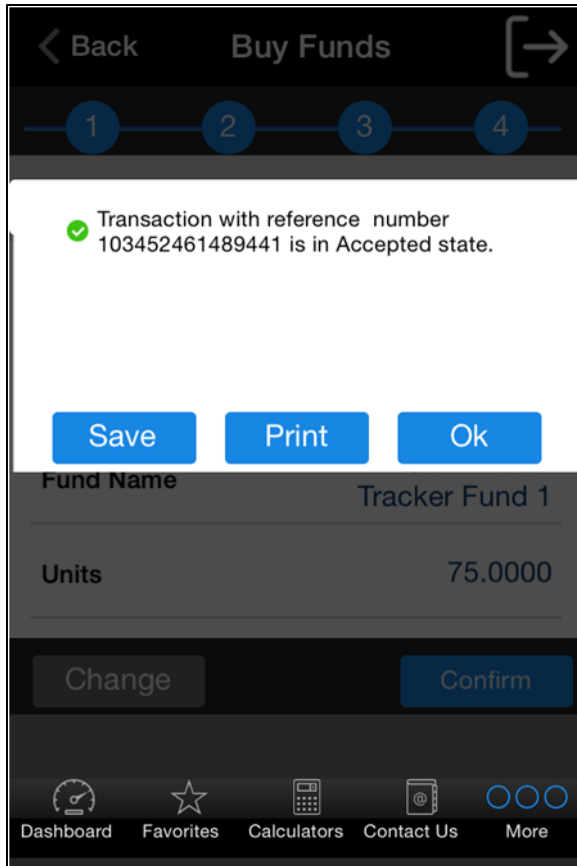 Back Buy Funds
1 2 3 4
Transaction with reference number
103452461489441 is in Accepted state.
Save Print Ok
Fund Name Tracker Fund 1
Units 75.0000
Change Confirm
Dashboard Favorites Calculators Contact Us More